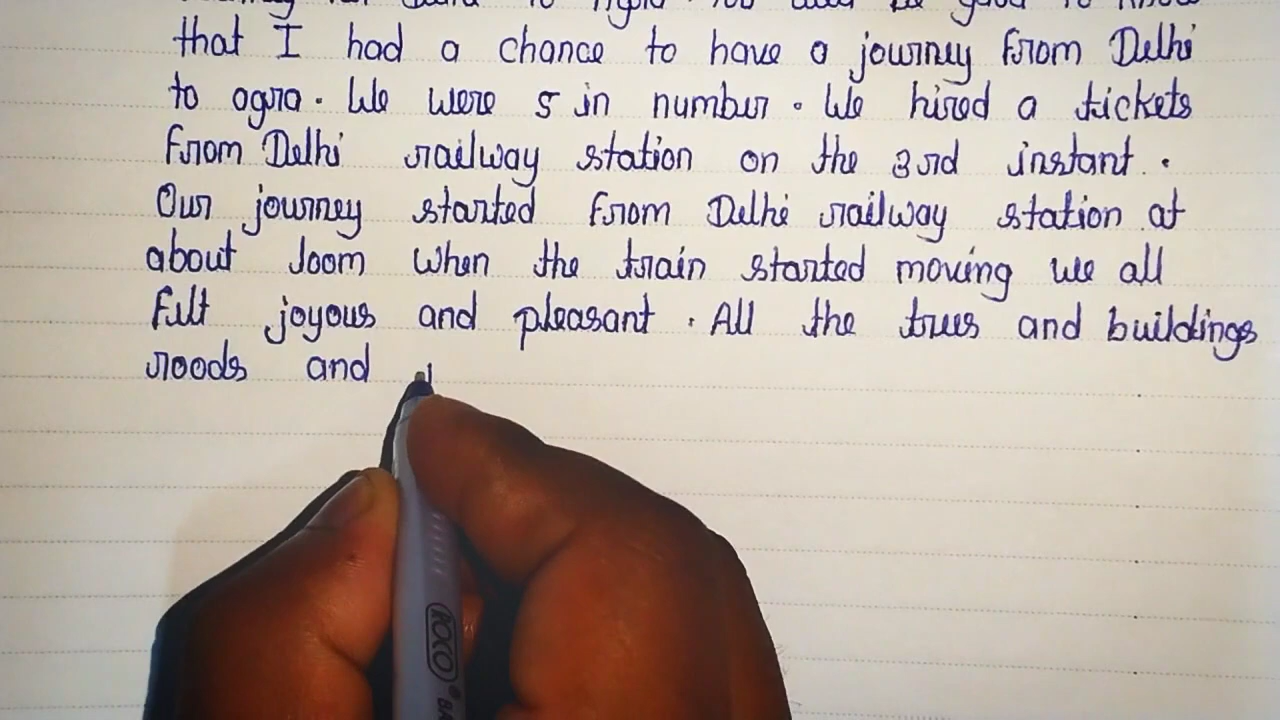 that I had a chance to have a journey from Delhi
to agra. We were 5 in number. We hired a tickets
from Delhi railway station on the 3rd instant.
Our journey started from Delhi railway station at
about 10am when the train started moving we all
felt joyous and pleasant. All the trees and buildings
roods and
ROCO